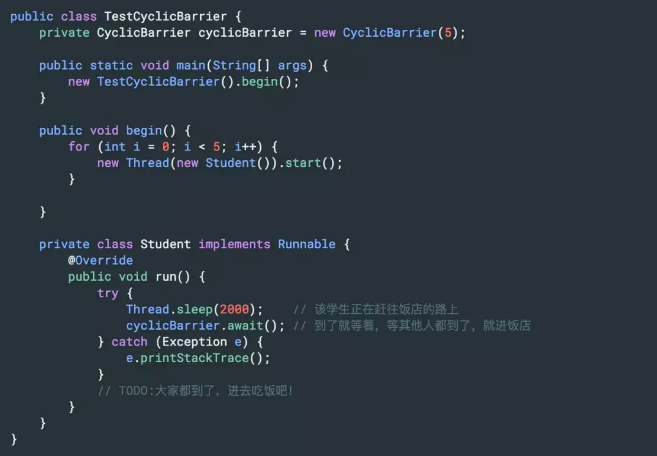 public class TestCyclicBarrier {
private CyclicBarrier cyclicBarrier = new CyclicBarrier(5);
public static void main(String[] args) {
new TestCyclicBarrier().begin();
}
public void begin() {
for (int i = 0; i < 5; i++) {
new Thread(new Student()).start();
}
}
private class Student implements Runnable {
@Override
public void run() {
try {
Thread.sleep(2000); // 该学生正在赶往饭店的路上
cyclicBarrier.await(); // 到了就等着，等其他人都到了，就进饭店
} catch (Exception e) {
e.printStackTrace();
}
// TODO:大家都到了，进去吃饭吧！
}
}
}